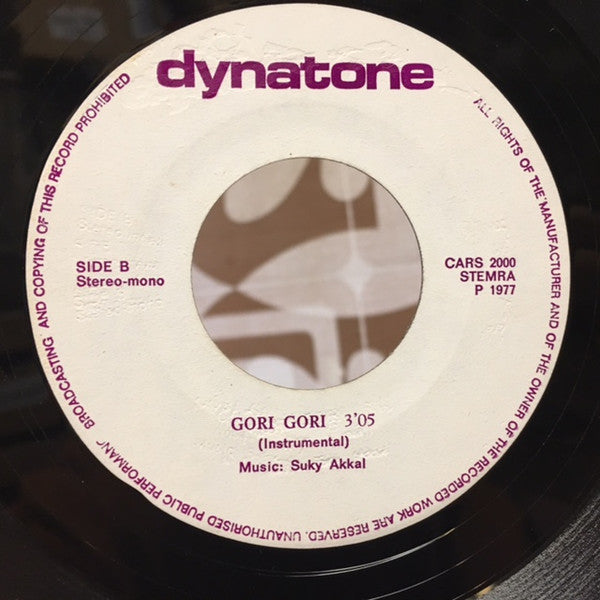 dynatone
ALL RIGHTS OF THE MANUFACTURER AND OF THE OWNER OF THE RECORDED WORK ARE RESERVED. UNAUTHORISED PUBLIC PERFORMANT BROADCASTING AND COPYING OF THIS RECORD PROHIBITED
SIDE B
Stereo-mono
CARS 2000
STEMRA
P 1977
GORI GORI 3'05
(Instrumental)
Music: Suky Akkal